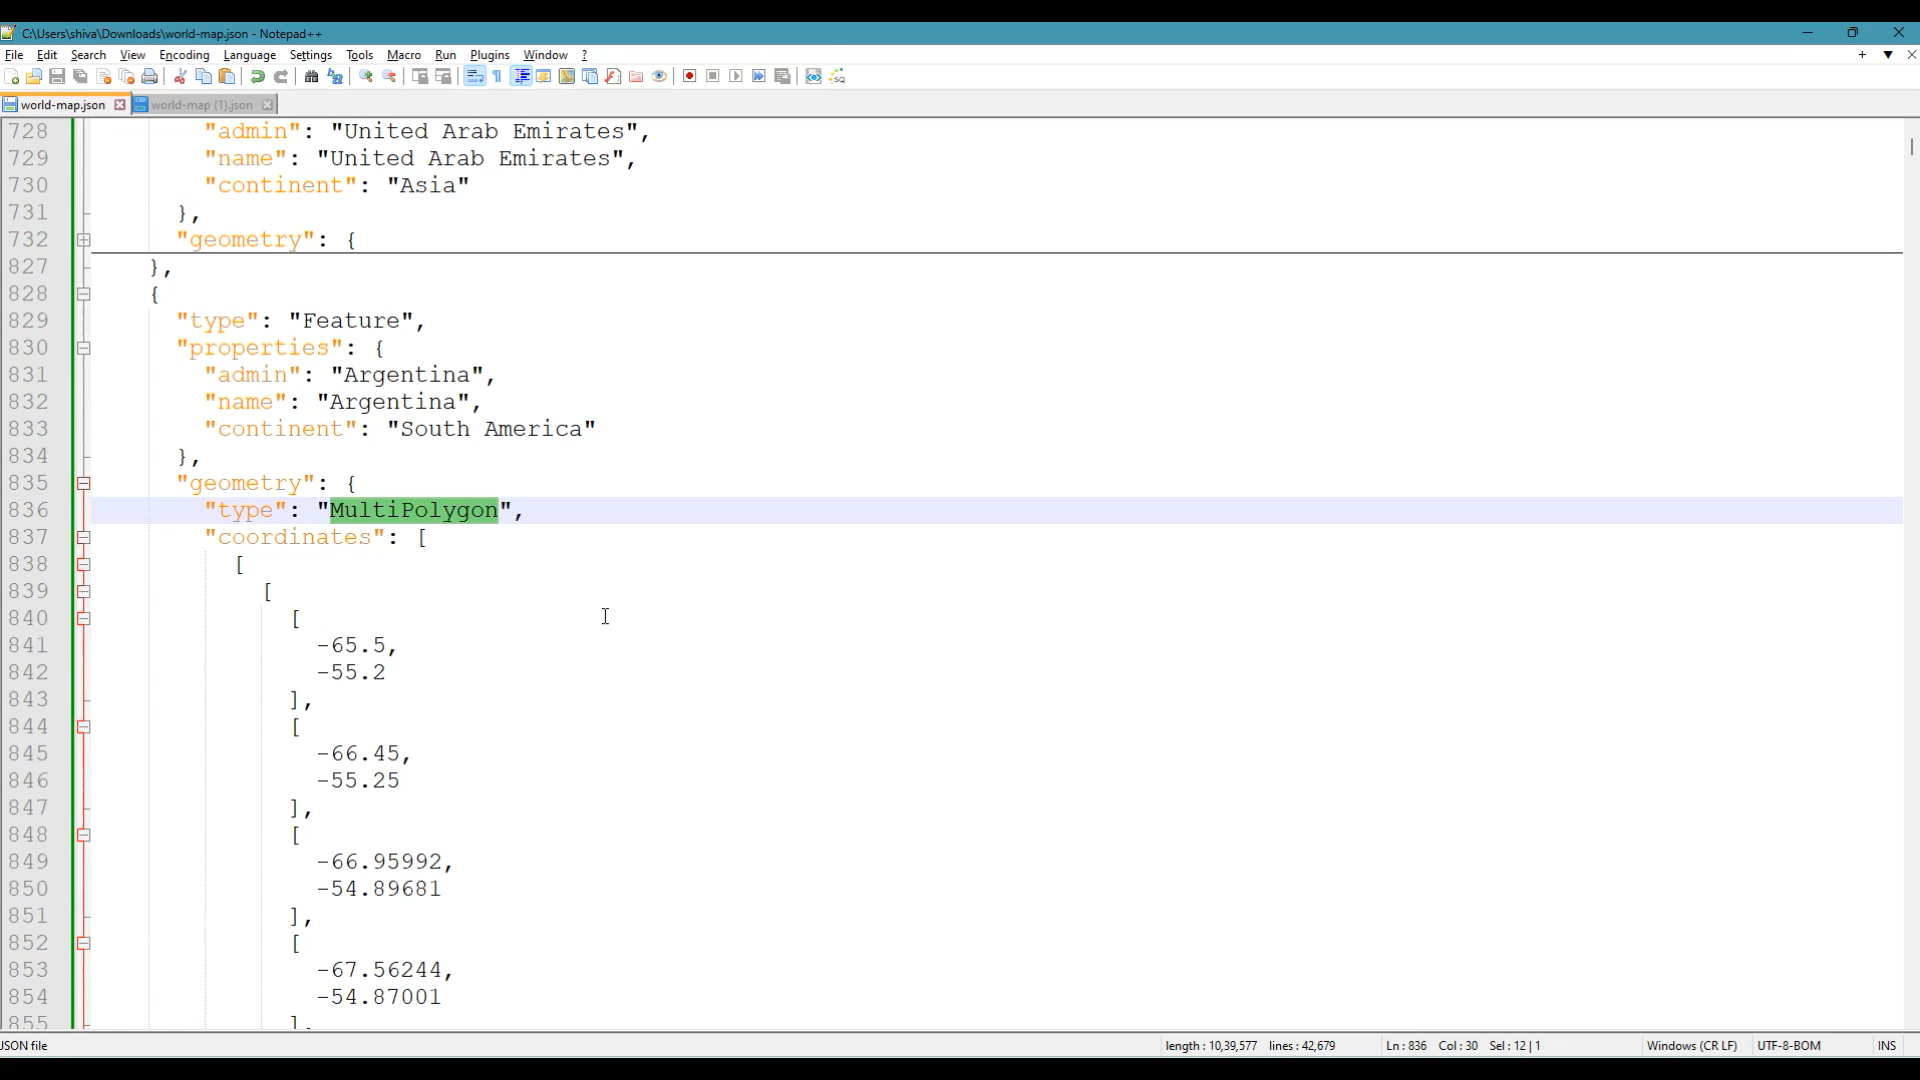 C:\Users\shiva\Downloads\world-map.json - Notepad++
File Edit Search View Encoding Language Settings Tools Macro Run Plugins Window ?
world-map.json world-map (1).json
728 "admin": "United Arab Emirates",
729 "name": "United Arab Emirates",
730 "continent": "Asia"
731 },
732 "geometry": {
827 },
828 {
829 "type": "Feature",
830 "properties": {
831 "admin": "Argentina",
832 "name": "Argentina",
833 "continent": "South America"
834 },
835 "geometry": {
836 "type": "MultiPolygon",
837 "coordinates": [
838 [
839 [
840 [
841 -65.5,
842 -55.2
843 ],
844 [
845 -66.45,
846 -55.25
847 ],
848 [
849 -66.95992,
850 -54.89681
851 ],
852 [
853 -67.56244,
854 -54.87001
855 ],
JSON file length : 10,39,577 lines : 42,679 Ln : 836 Col : 30 Sel : 12 | 1 Windows (CR LF) UTF-8-BOM INS